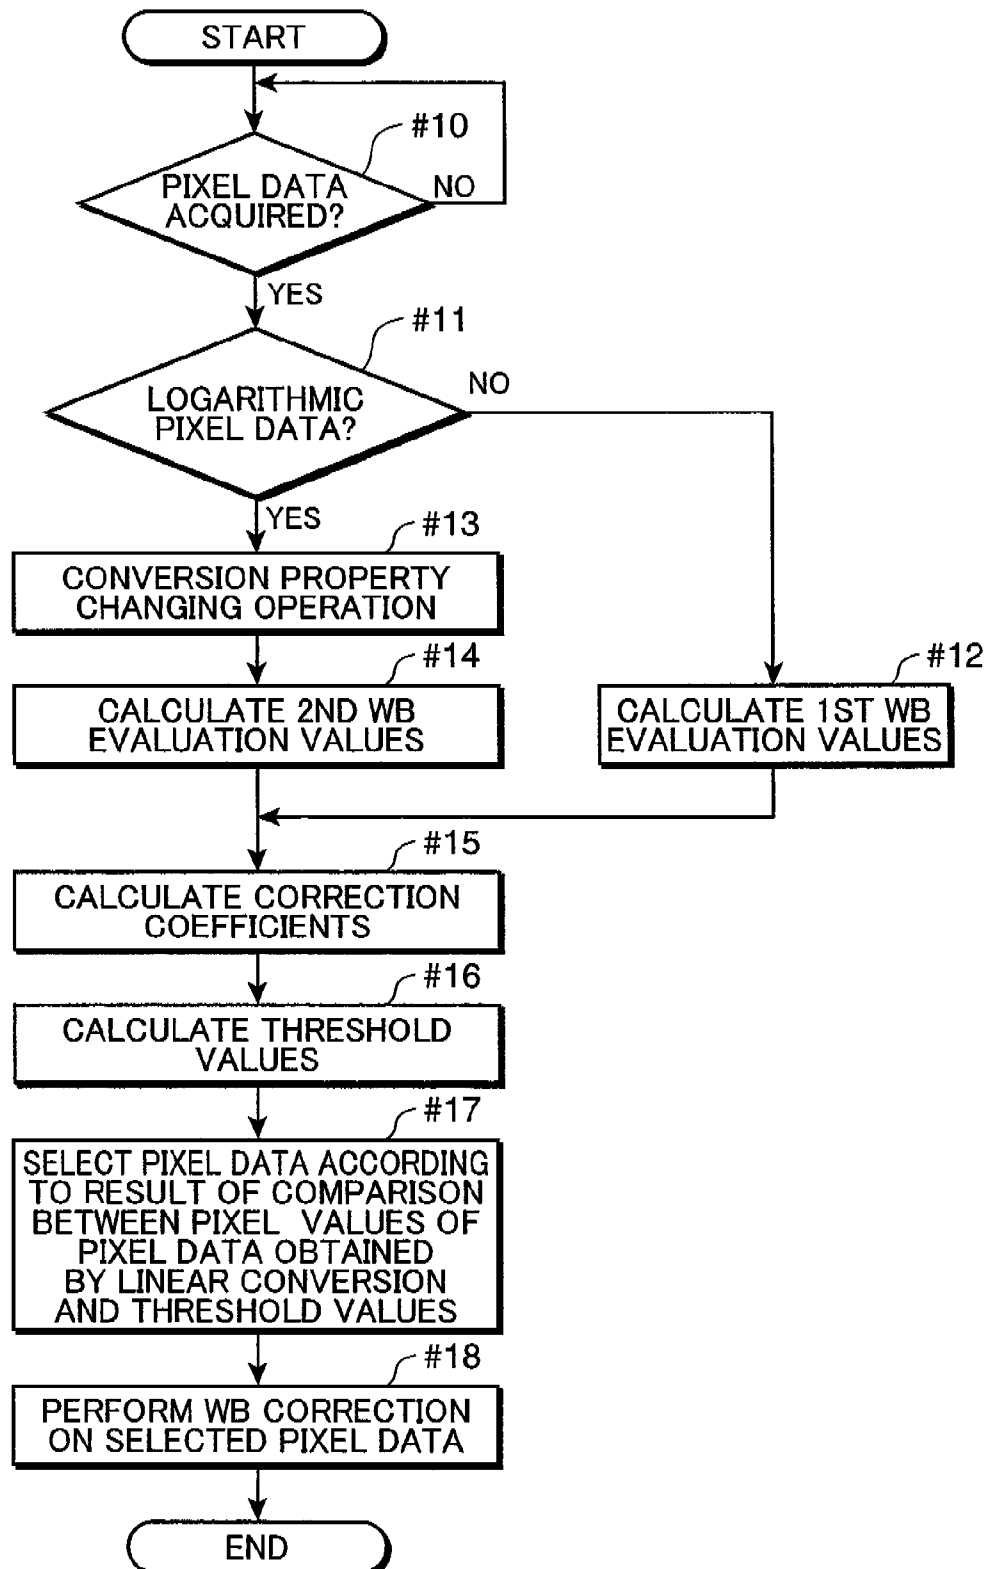 START
#10
PIXEL DATA
ACQUIRED?
NO
YES
#11
LOGARITHMIC
PIXEL DATA?
NO
YES
#13
CONVERSION PROPERTY
CHANGING OPERATION
#14
CALCULATE 2ND WB
EVALUATION VALUES
#12
CALCULATE 1ST WB
EVALUATION VALUES
#15
CALCULATE CORRECTION
COEFFICIENTS
#16
CALCULATE THRESHOLD
VALUES
#17
SELECT PIXEL DATA ACCORDING
TO RESULT OF COMPARISON
BETWEEN PIXEL VALUES OF
PIXEL DATA OBTAINED
BY LINEAR CONVERSION
AND THRESHOLD VALUES
#18
PERFORM WB CORRECTION
ON SELECTED PIXEL DATA
END